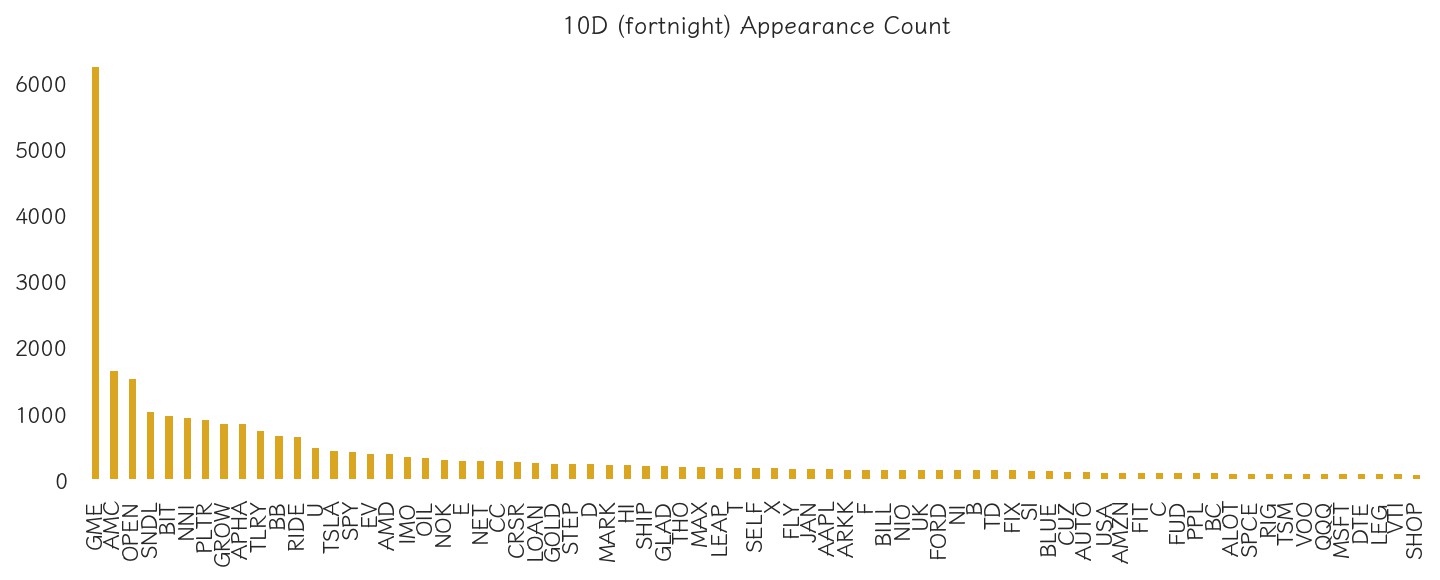 10D (fortnight) Appearance Count
6000
5000
4000
3000
2000
1000
0
GME
AMC
OPEN
SNDL
BIT
NNI
PLTR
GROW
APHA
TLRY
BB
RIDE
U
TSLA
SPY
EV
AMD
IMO
OIL
NOK
E
NET
CC
CRSR
LOAN
GOLD
STEP
D
MARK
HI
SHIP
GLAD
THO
MAX
LEAP
T
SELF
X
FLY
JAN
AAPL
ARKK
F
BILL
NIO
UK
FORD
NI
B
TD
FIX
SI
BLUE
CUZ
AUTO
USA
AMZN
FIT
C
FUD
PPL
BC
ALOT
SPCE
RIG
TSM
VOO
QQQ
MSFT
DTE
LEG
VTI
SHOP